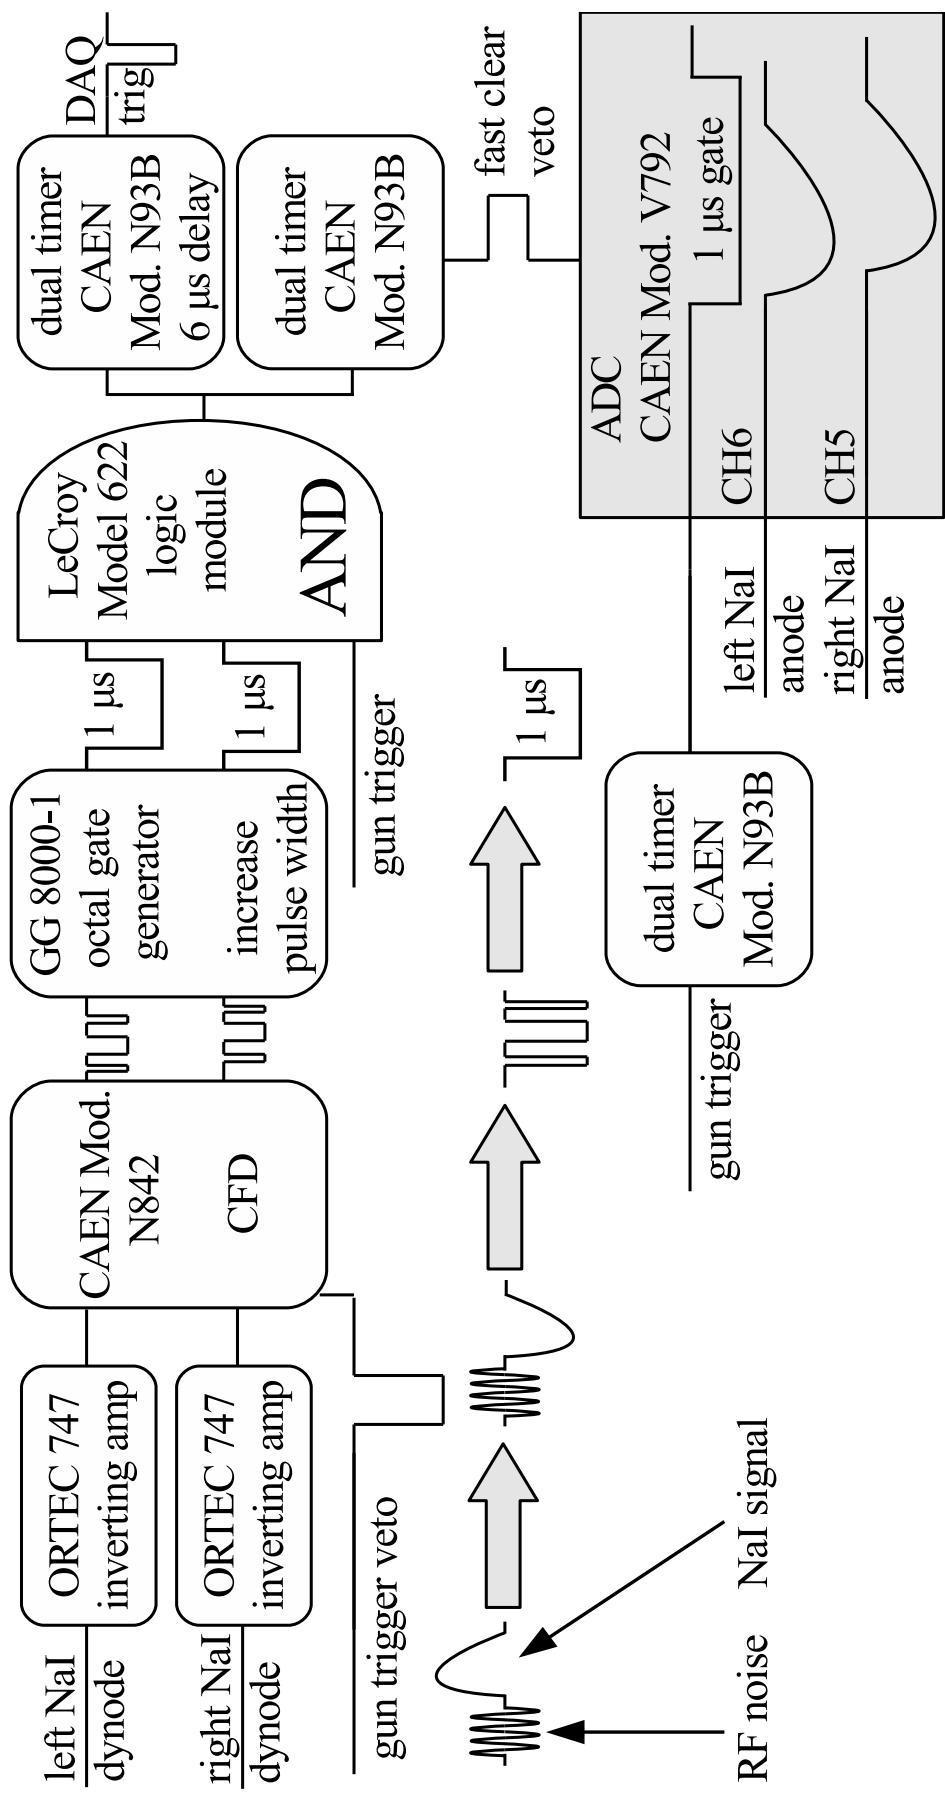 left NaI
dynode
right NaI
dynode
gun trigger veto
ORTEC 747
inverting amp
ORTEC 747
inverting amp
CAEN Mod.
N842
CFD
GG 8000-1
octal gate
generator
increase
pulse width
1 μs
1 μs
gun trigger
LeCroy
Model 622
logic
module
AND
dual timer
CAEN
Mod. N93B
6 μs delay
DAQ
trig
dual timer
CAEN
Mod. N93B
fast clear
veto
RF noise
NaI signal
1 μs
gun trigger
dual timer
CAEN
Mod. N93B
left NaI
anode
right NaI
anode
ADC
CAEN Mod. V792
1 μs gate
CH6
CH5